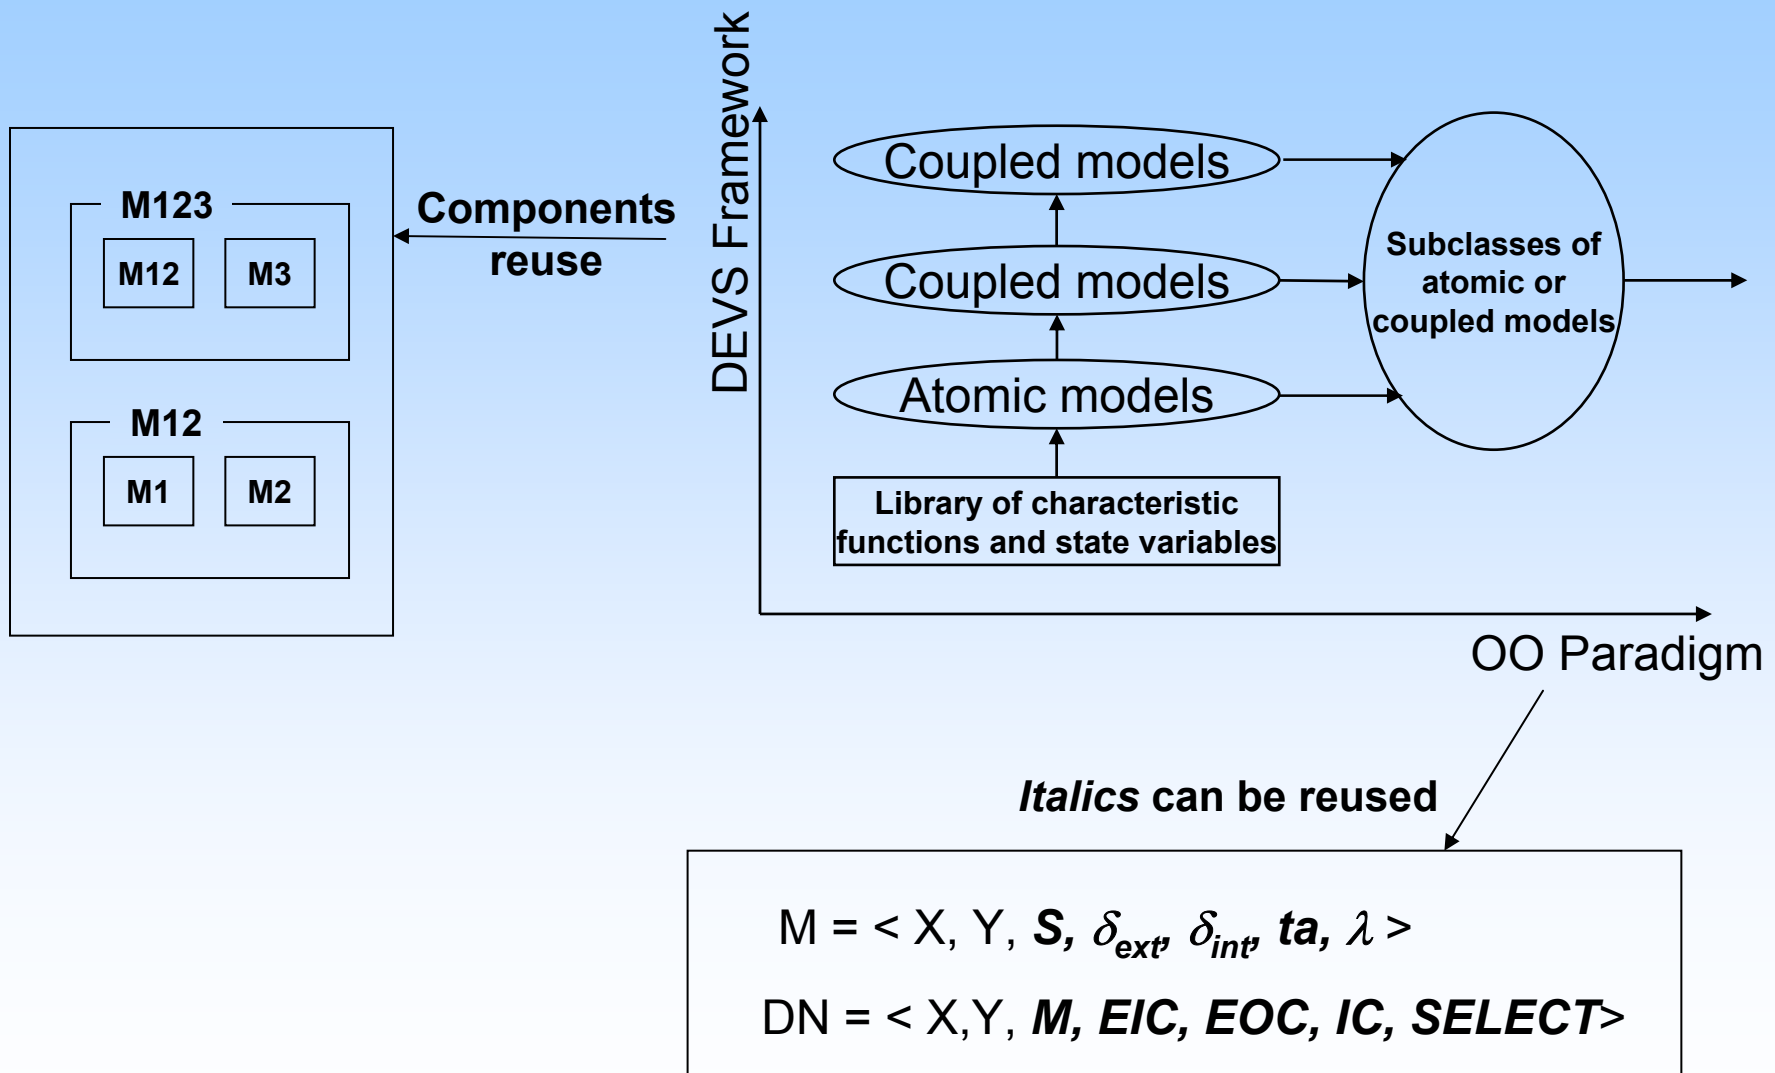 M123
M12 M3
M12
M1 M2
Components
reuse
DEVS Framework
Coupled models
Coupled models
Atomic models
Library of characteristic
functions and state variables
Subclasses of
atomic or
coupled models
OO Paradigm
Italics can be reused
M = < X, Y, S, δext, δint, ta, λ >
DN = < X,Y, M, EIC, EOC, IC, SELECT>